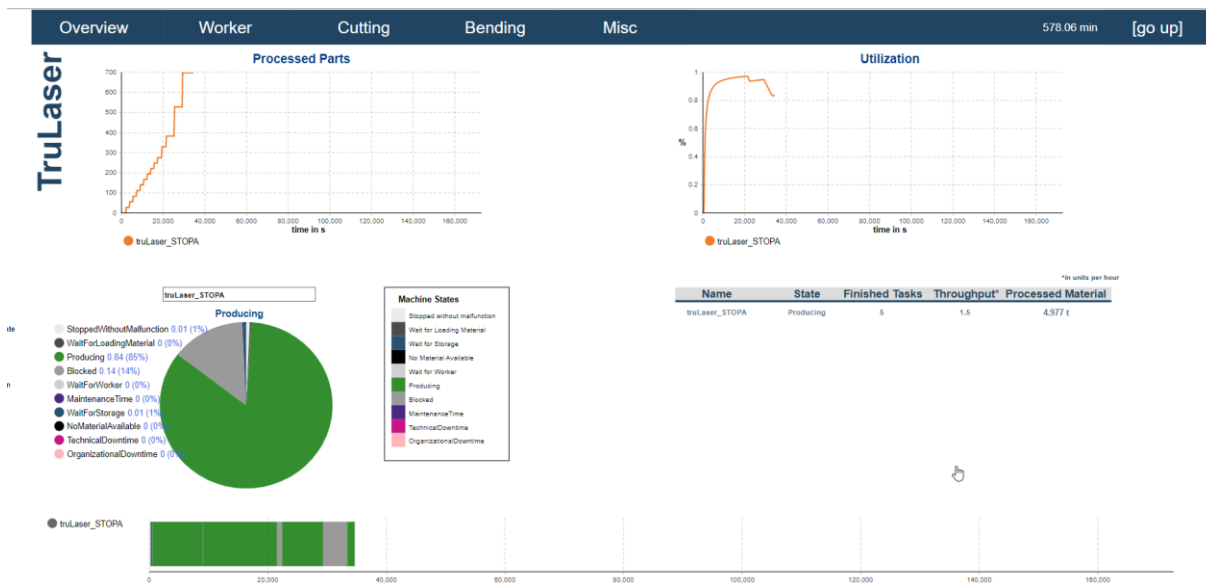 Overview Worker Cutting Bending Misc 578.06 min [go up]
TruLaser
Processed Parts
700
600
500
400
300
200
100
0
0 20,000 40,000 60,000 80,000 100,000 120,000 140,000 160,000
time in s
truLaser_STOPA
Utilization
1
0.8
0.6
0.4
0.2
0
%
0 20,000 40,000 60,000 80,000 100,000 120,000 140,000 160,000
time in s
truLaser_STOPA
truLaser_STOPA
Producing
StoppedWithoutMalfunction 0.01 (1%)
WaitForLoadingMaterial 0 (0%)
Producing 0.84 (85%)
Blocked 0.14 (14%)
WaitForWorker 0 (0%)
MaintenanceTime 0 (0%)
WaitForStorage 0.01 (1%)
NoMaterialAvailable 0 (0%)
TechnicalDowntime 0 (0%)
OrganizationalDowntime 0 (0%)
Machine States
Stopped without malfunction
Wait for Loading Material
Wait for Storage
No Material Available
Wait for Worker
Producing
Blocked
MaintenanceTime
TechnicalDowntime
OrganizationalDowntime
*in units per hour
Name State Finished Tasks Throughput* Processed Material
truLaser_STOPA Producing 5 1.5 4,977 t
truLaser_STOPA
0 20,000 40,000 60,000 80,000 100,000 120,000 140,000 160,000